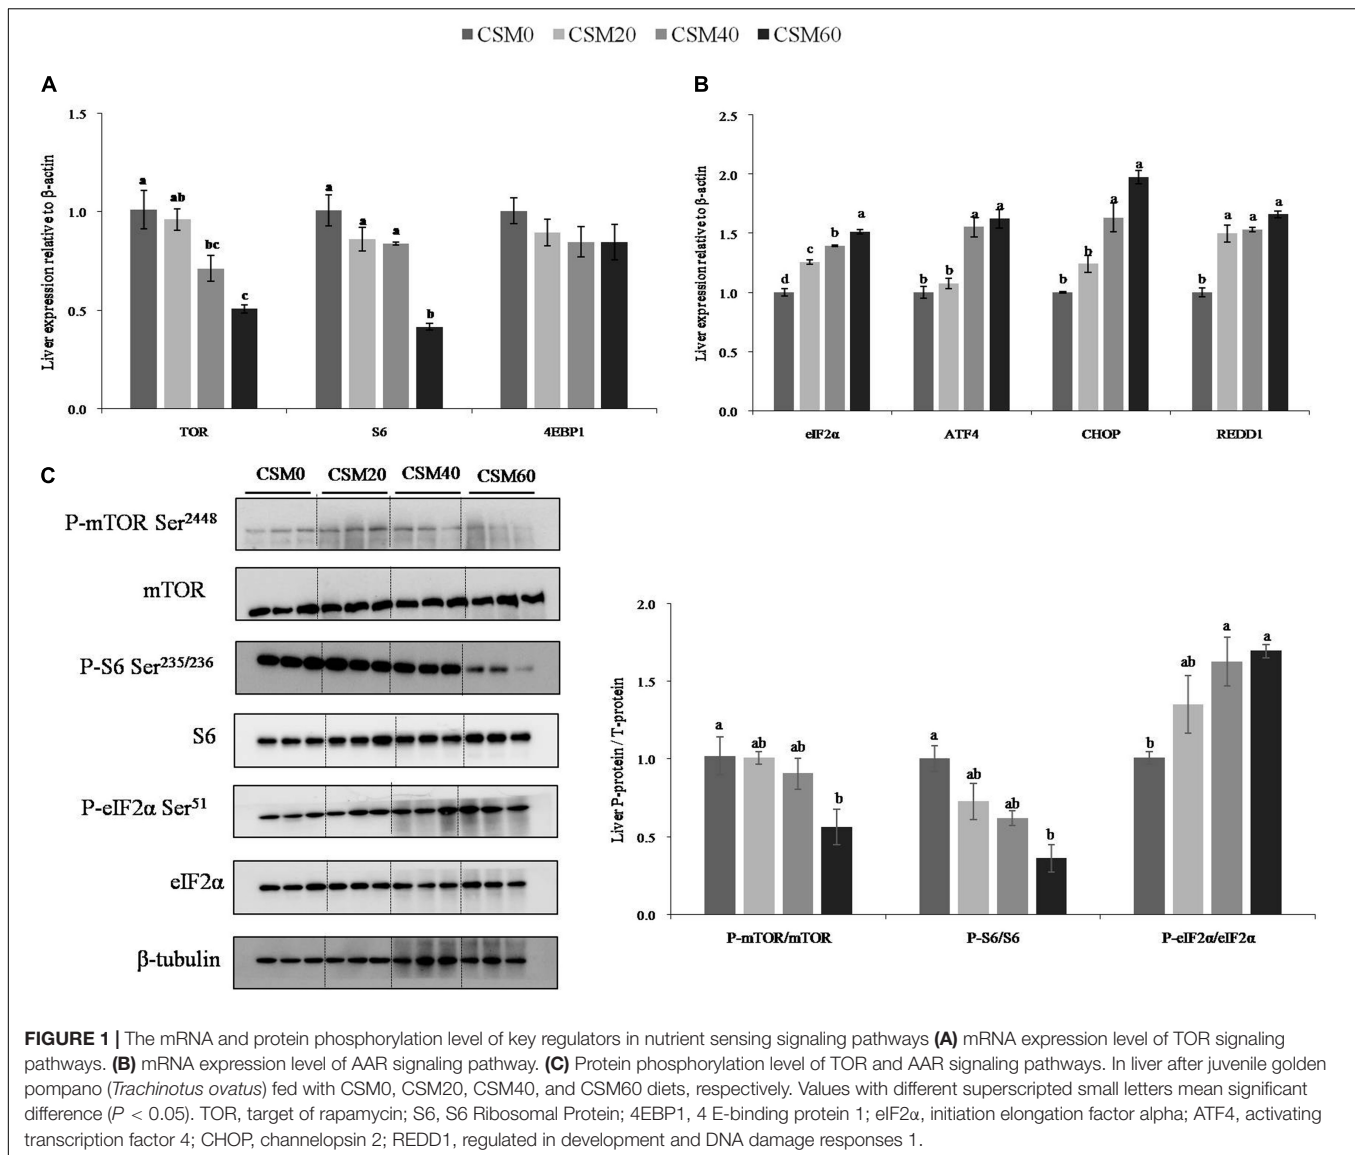 CSM0 CSM20 CSM40 CSM60
A
Liver expression relative to β-actin
1.5
1.0
0.5
0.0
a ab bc c
a a a b
TOR S6 4EBP1
B
Liver expression relative to β-actin
2.5
2.0
1.5
1.0
0.5
0.0
d c b a
b b a a
b b a a
b a a a
eIF2α ATF4 CHOP REDD1
C
CSM0 CSM20 CSM40 CSM60
P-mTOR Ser2448
mTOR
P-S6 Ser235/236
S6
P-eIF2α Ser51
eIF2α
β-tubulin
Liver P-protein / T-protein
2.0
1.5
1.0
0.5
0.0
a ab ab b
a ab ab b
b ab a a
P-mTOR/mTOR P-S6/S6 P-eIF2α/eIF2α
FIGURE 1 | The mRNA and protein phosphorylation level of key regulators in nutrient sensing signaling pathways (A) mRNA expression level of TOR signaling
pathways. (B) mRNA expression level of AAR signaling pathway. (C) Protein phosphorylation level of TOR and AAR signaling pathways. In liver after juvenile golden
pompano (Trachinotus ovatus) fed with CSM0, CSM20, CSM40, and CSM60 diets, respectively. Values with different superscripted small letters mean significant
difference (P < 0.05). TOR, target of rapamycin; S6, S6 Ribosomal Protein; 4EBP1, 4 E-binding protein 1; eIF2α, initiation elongation factor alpha; ATF4, activating
transcription factor 4; CHOP, channelopsin 2; REDD1, regulated in development and DNA damage responses 1.